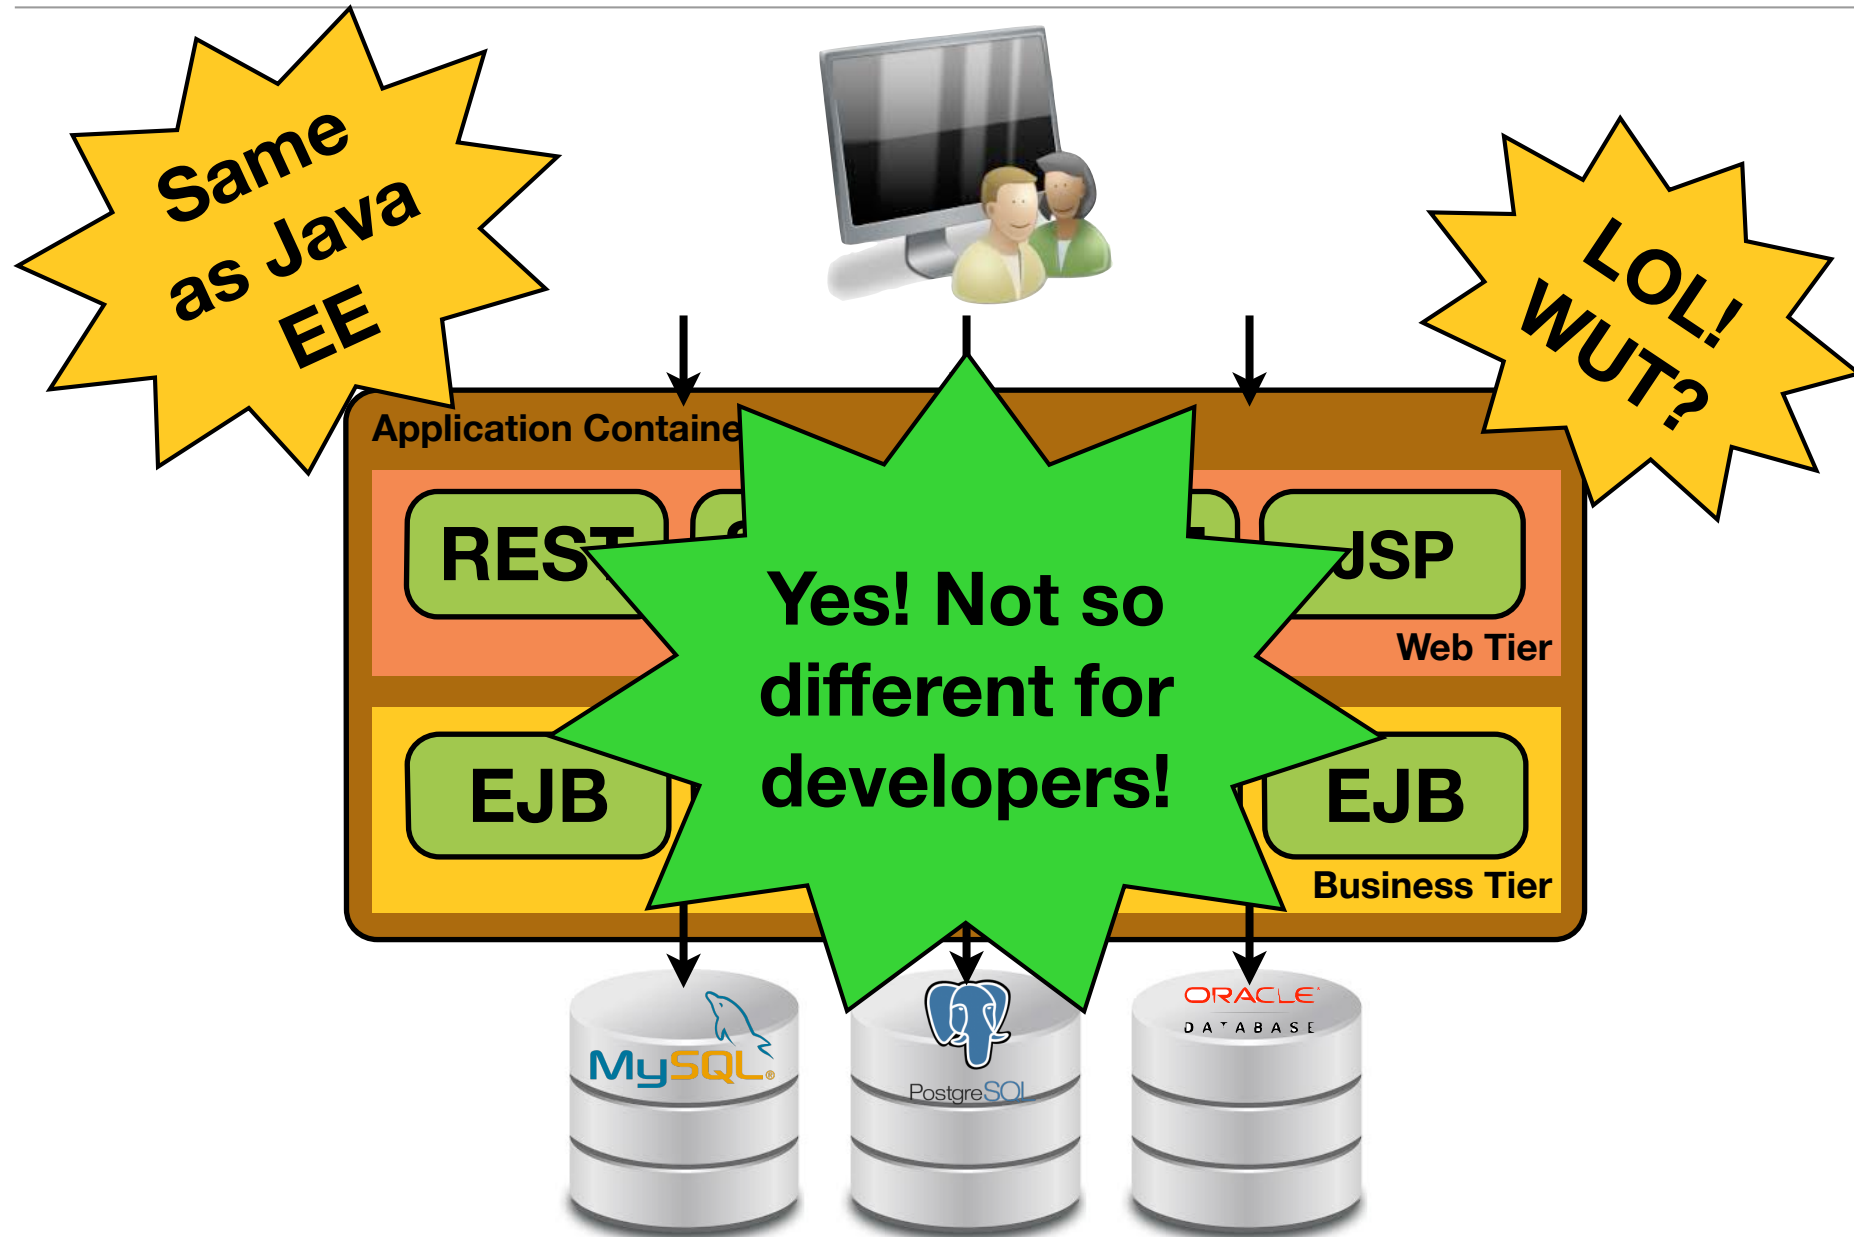 Same
as Java
EE
LOL!
WUT?
Application Containe
REST
JSP
Yes! Not so
different for
developers!
Web Tier
EJB
EJB
Business Tier
MySQL®
PostgreSQL
ORACLE
DATABASE